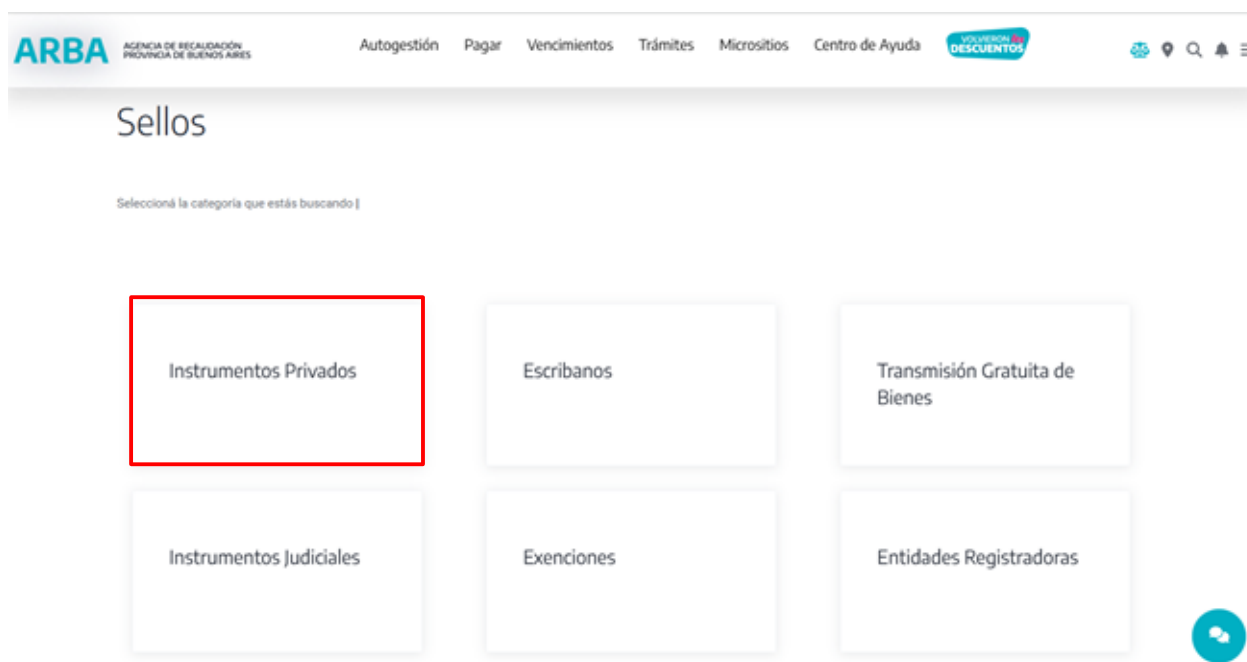 ARBA AGENCIA DE RECAUDACIÓN
PROVINCIA DE BUENOS AIRES
Autogestión Pagar Vencimientos Trámites Micrositios Centro de Ayuda
VOLVIERON los
DESCUENTOS
Sellos
Seleccioná la categoría que estás buscando |
Instrumentos Privados
Escribanos
Transmisión Gratuita de
Bienes
Instrumentos Judiciales
Exenciones
Entidades Registradoras